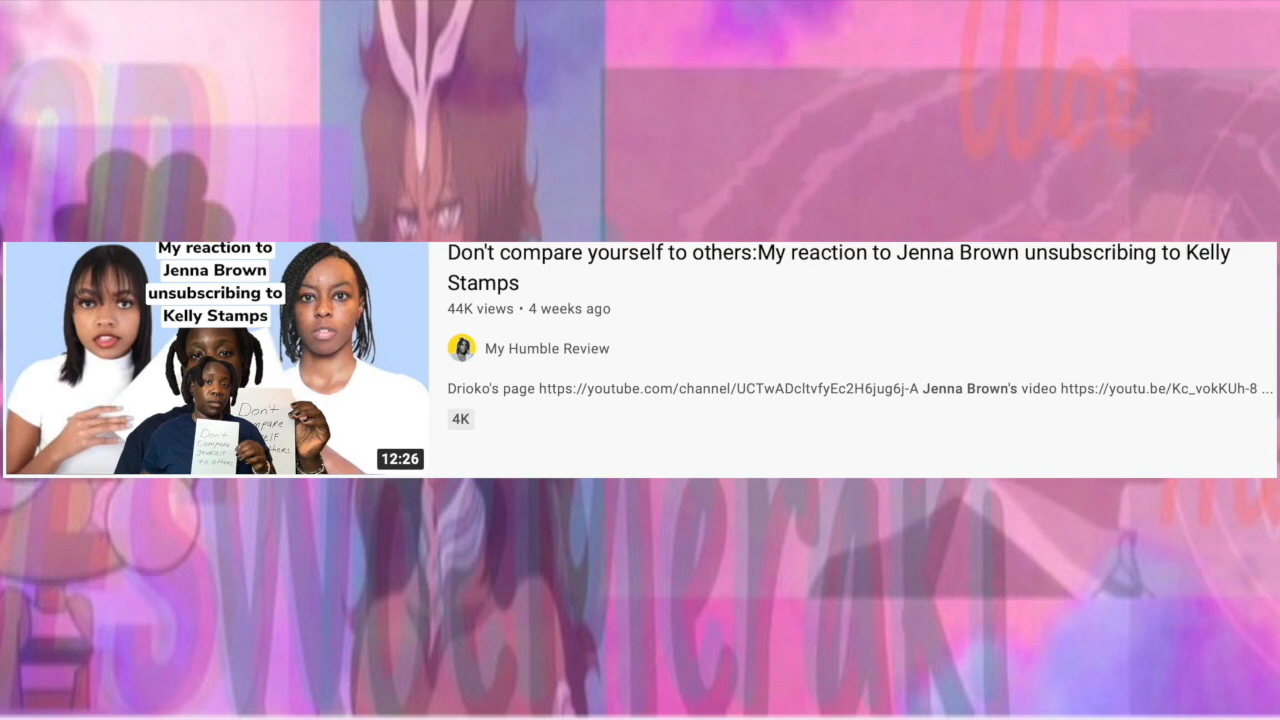 Woe
My reaction to
Jenna Brown
unsubscribing to
Kelly Stamps
Don't
Don't
Compare
yourself
to others
12:26
Don't compare yourself to others:My reaction to Jenna Brown unsubscribing to Kelly
Stamps
44K views • 4 weeks ago
My Humble Review
Drioko's page https://youtube.com/channel/UCTwADcltvfyEc2H6jug6j-A Jenna Brown's video https://youtu.be/Kc_vokKUh-8 ...
4K